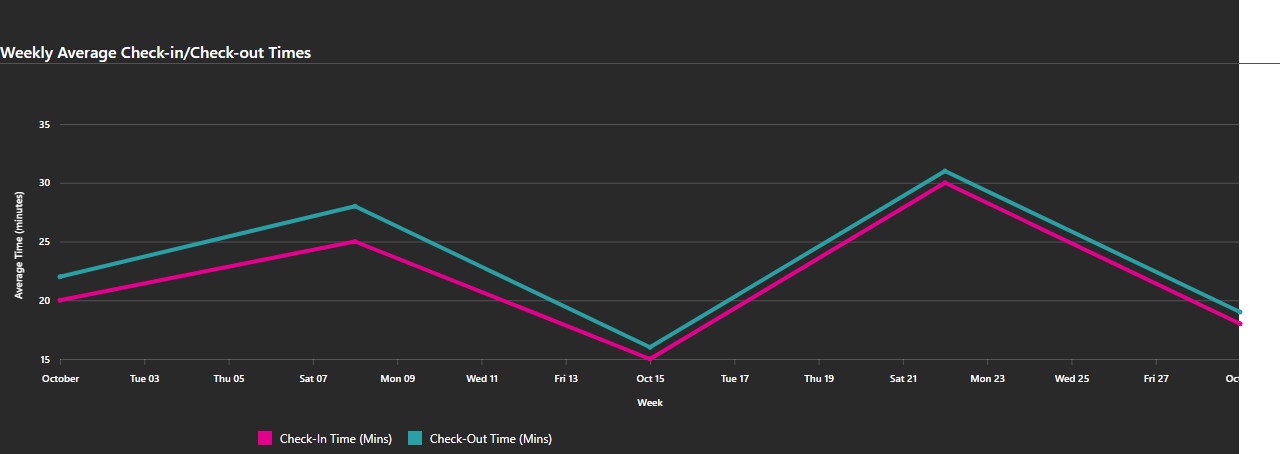 Weekly Average Check-in/Check-out Times
35
30
25
20
15
Average Time (minutes)
October Tue 03 Thu 05 Sat 07 Mon 09 Wed 11 Fri 13 Oct 15 Tue 17 Thu 19 Sat 21 Mon 23 Wed 25 Fri 27
Week
Check-In Time (Mins) Check-Out Time (Mins)